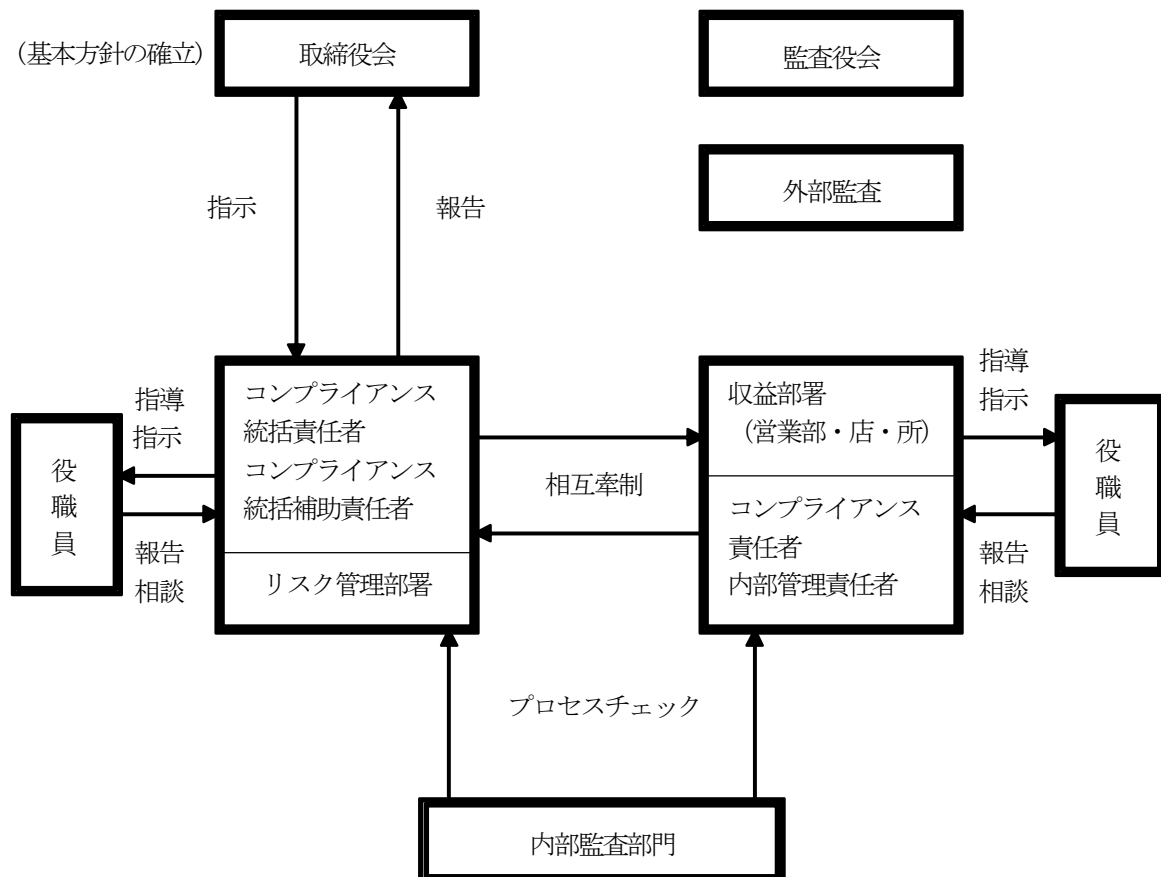 (基本方針の確立)
取締役会
監査役会
外部監査
指示
報告
指導
指示
コンプライアンス
統括責任者
コンプライアンス
統括補助責任者
リスク管理部署
役職員
報告
相談
相互牽制
収益部署
(営業部・店・所)
コンプライアンス
責任者
内部管理責任者
指導
指示
役職員
報告
相談
プロセスチェック
内部監査部門